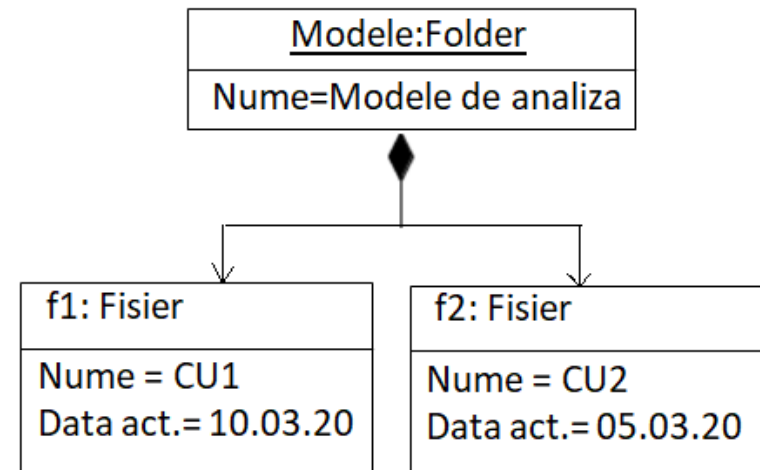 Modele:Folder
Nume=Modele de analiza
f1: Fisier
Nume = CU1
Data act.= 10.03.20
f2: Fisier
Nume = CU2
Data act.= 05.03.20